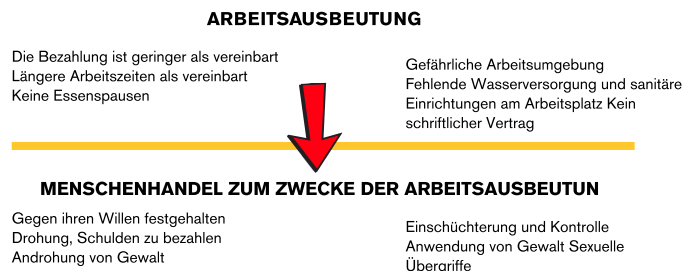 ARBEITSAUSBEUTUNG
Die Bezahlung ist geringer als vereinbart
Längere Arbeitszeiten als vereinbart
Keine Essenspausen
Gefährliche Arbeitsumgebung
Fehlende Wasserversorgung und sanitäre
Einrichtungen am Arbeitsplatz Kein
schriftlicher Vertrag
MENSCHENHANDEL ZUM ZWECKE DER ARBEITSAUSBEUTUN
Gegen ihren Willen festgehalten
Drohung, Schulden zu bezahlen
Androhung von Gewalt
Einschüchterung und Kontrolle
Anwendung von Gewalt Sexuelle
Übergriffe